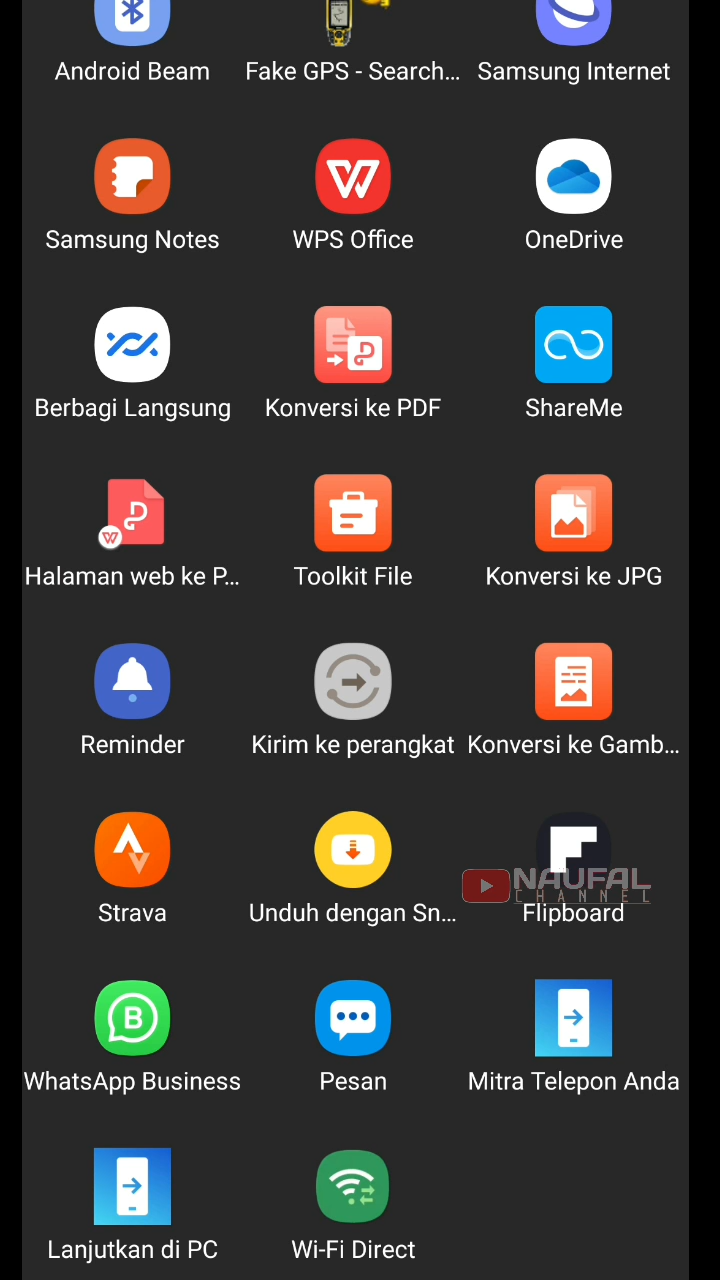 Android Beam
Fake GPS - Search...
Samsung Internet
Samsung Notes
WPS Office
OneDrive
Berbagi Langsung
Konversi ke PDF
ShareMe
Halaman web ke P...
Toolkit File
Konversi ke JPG
Reminder
Kirim ke perangkat
Konversi ke Gamb...
Strava
Unduh dengan Sn...
NAUFAL
CHANNEL
Flipboard
B
WhatsApp Business
Pesan
Mitra Telepon Anda
Lanjutkan di PC
Wi-Fi Direct